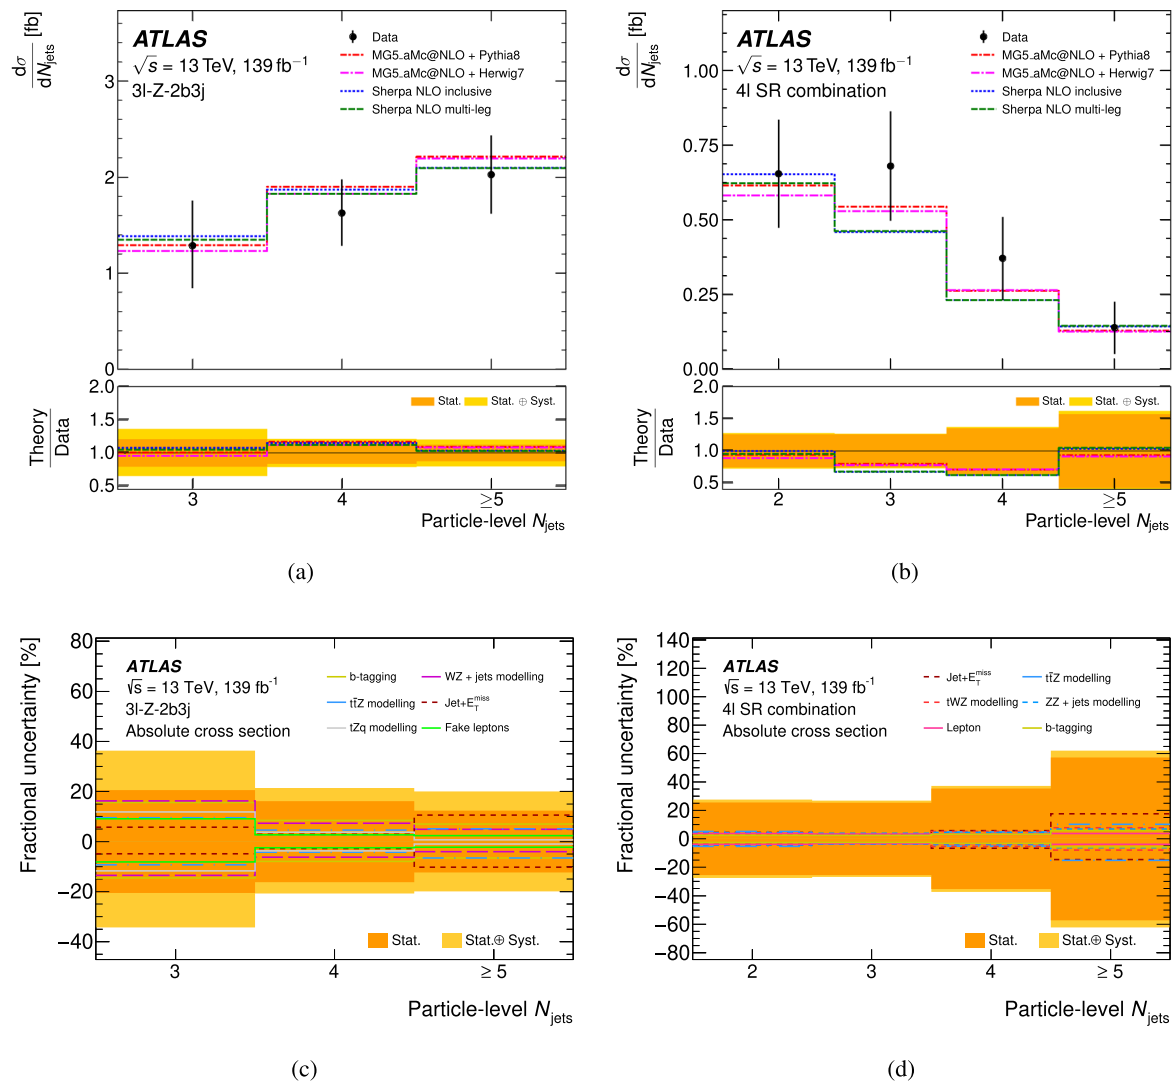 dσ
dN_jets [fb]
ATLAS
√s = 13 TeV, 139 fb⁻¹
3l-Z-2b3j
Data
MG5_aMc@NLO + Pythia8
MG5_aMc@NLO + Herwig7
Sherpa NLO inclusive
Sherpa NLO multi-leg
3
2
1
0
Theory
Data
2.0
1.5
1.0
0.5
Stat. Stat. ⊕ Syst.
3 4 ≥5
Particle-level N_jets
(a)
dσ
dN_jets [fb]
ATLAS
√s = 13 TeV, 139 fb⁻¹
4l SR combination
Data
MG5_aMc@NLO + Pythia8
MG5_aMc@NLO + Herwig7
Sherpa NLO inclusive
Sherpa NLO multi-leg
1.00
0.75
0.50
0.25
0.00
Theory
Data
2.0
1.5
1.0
0.5
Stat. Stat. ⊕ Syst.
2 3 4 ≥5
Particle-level N_jets
(b)
Fractional uncertainty [%]
80
60
40
20
0
−20
−40
ATLAS
√s = 13 TeV, 139 fb⁻¹
3l-Z-2b3j
Absolute cross section
b-tagging WZ + jets modelling
tt̄Z modelling Jet+E_T^miss
tZq modelling Fake leptons
Stat. Stat.⊕ Syst.
3 4 ≥ 5
Particle-level N_jets
(c)
Fractional uncertainty [%]
140
120
100
80
60
40
20
0
−20
−40
−60
−80
ATLAS
√s = 13 TeV, 139 fb⁻¹
4l SR combination
Absolute cross section
Jet+E_T^miss tt̄Z modelling
tWZ modelling ZZ + jets modelling
Lepton b-tagging
Stat. Stat.⊕ Syst.
2 3 4 ≥ 5
Particle-level N_jets
(d)